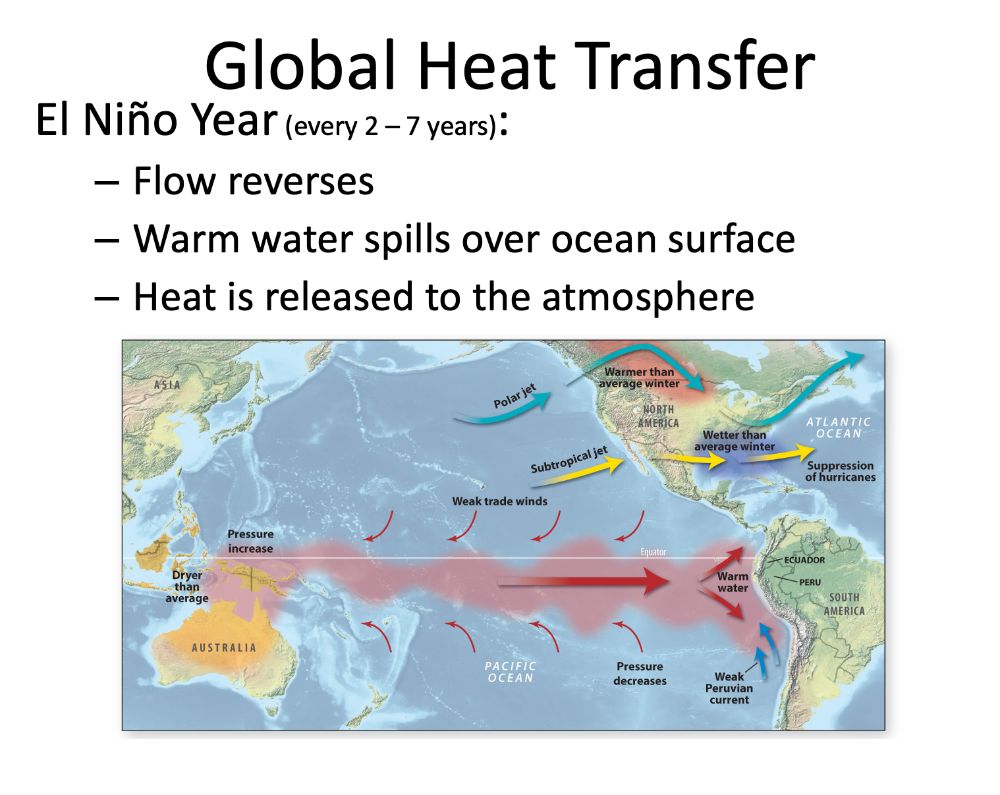 Global Heat Transfer
El Niño Year (every 2 – 7 years):
– Flow reverses
– Warm water spills over ocean surface
– Heat is released to the atmosphere
ASIA
Polar jet
Warmer than
average winter
NORTH
AMERICA
Wetter than
average winter
ATLANTIC
OCEAN
Subtropical jet
Suppression
of hurricanes
Weak trade winds
Pressure
increase
Equator
ECUADOR
Dryer
than
average
Warm
water
PERU
SOUTH
AMERICA
AUSTRALIA
PACIFIC
OCEAN
Pressure
decreases
Weak
Peruvian
current